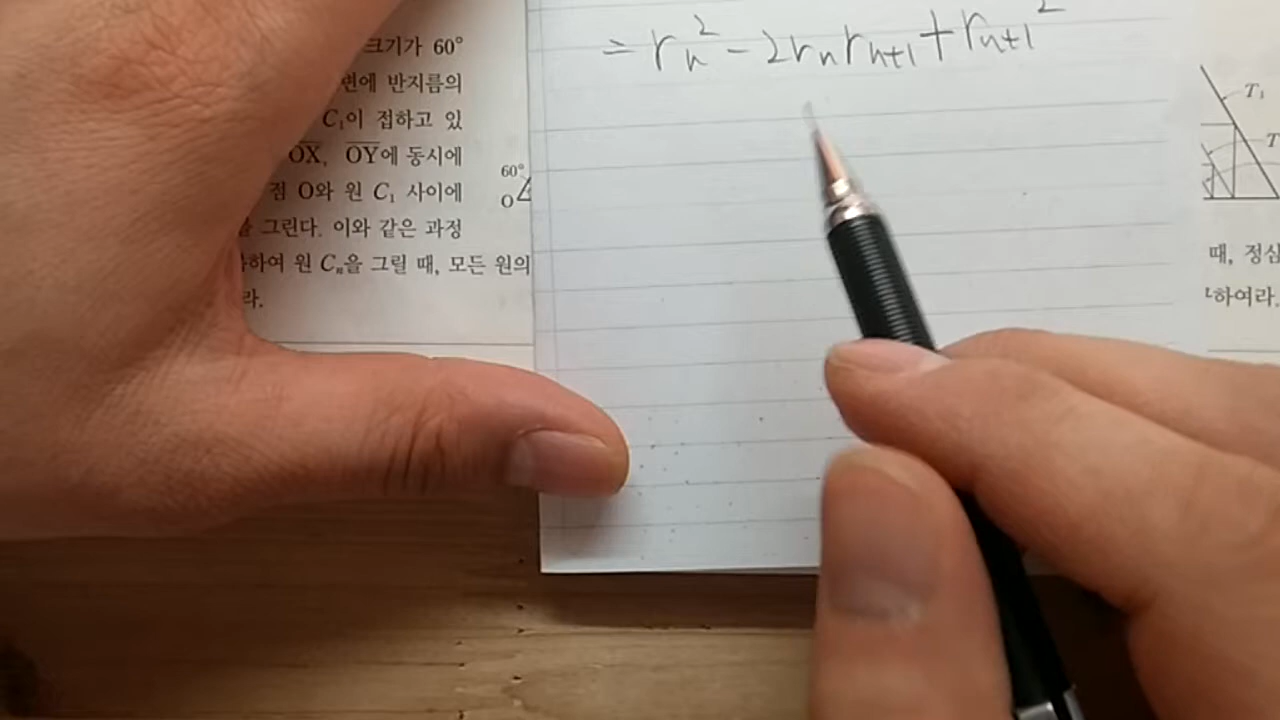 크기가 60°
변에 반지름의
C₁이 접하고 있
OX, OY에 동시에
점 O와 원 C₁ 사이에
를 그린다. 이와 같은 과정
하여 원 Cₙ을 그릴 때, 모든 원의
라.
60°
O
= rₙ² - 2rₙrₙ₊₁ + rₙ₊₁²
T₁
T
때, 정삼
하여라.